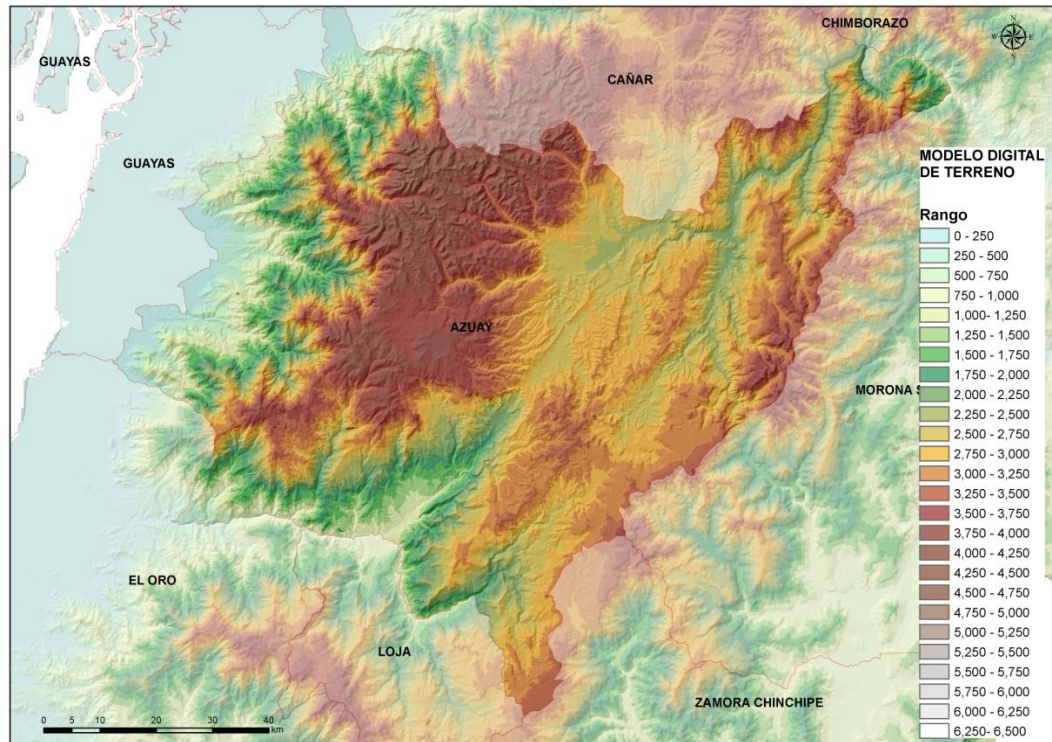 CHIMBORAZO
N
W
E
S
GUAYAS
CAÑAR
GUAYAS
MODELO DIGITAL
DE TERRENO
Rango
0 - 250
250 - 500
500 - 750
750 - 1,000
1,000- 1,250
1,250 - 1,500
1,500 - 1,750
1,750 - 2,000
2,000 - 2,250
2,250 - 2,500
2,500 - 2,750
2,750 - 3,000
3,000 - 3,250
3,250 - 3,500
3,500 - 3,750
3,750 - 4,000
4,000 - 4,250
4,250 - 4,500
4,500 - 4,750
4,750 - 5,000
5,000 - 5,250
5,250 - 5,500
5,500 - 5,750
5,750 - 6,000
6,000 - 6,250
6,250 - 6,500
AZUAY
MORONA S
EL ORO
LOJA
ZAMORA CHINCHIPE
0 5 10 20 30 40
km